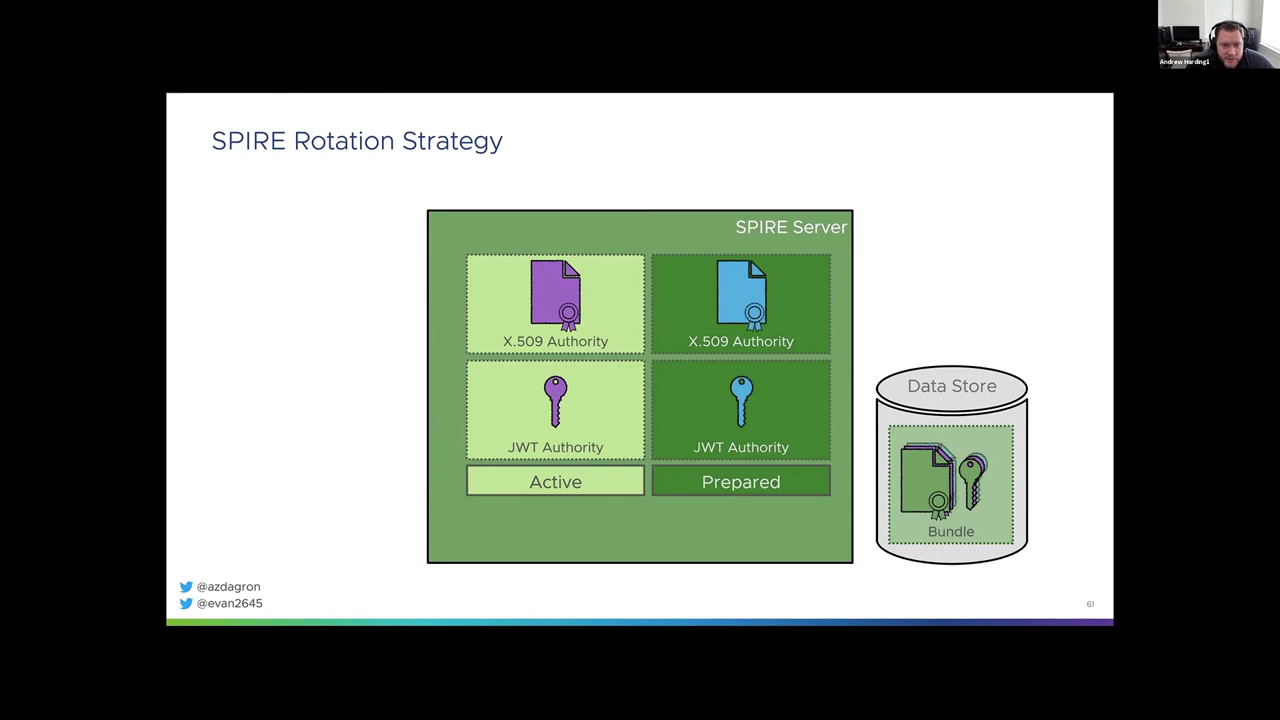 Andrew Harding1
SPIRE Rotation Strategy
SPIRE Server
X.509 Authority
X.509 Authority
JWT Authority
JWT Authority
Active
Prepared
Data Store
Bundle
@azdagron
@evan2645
61